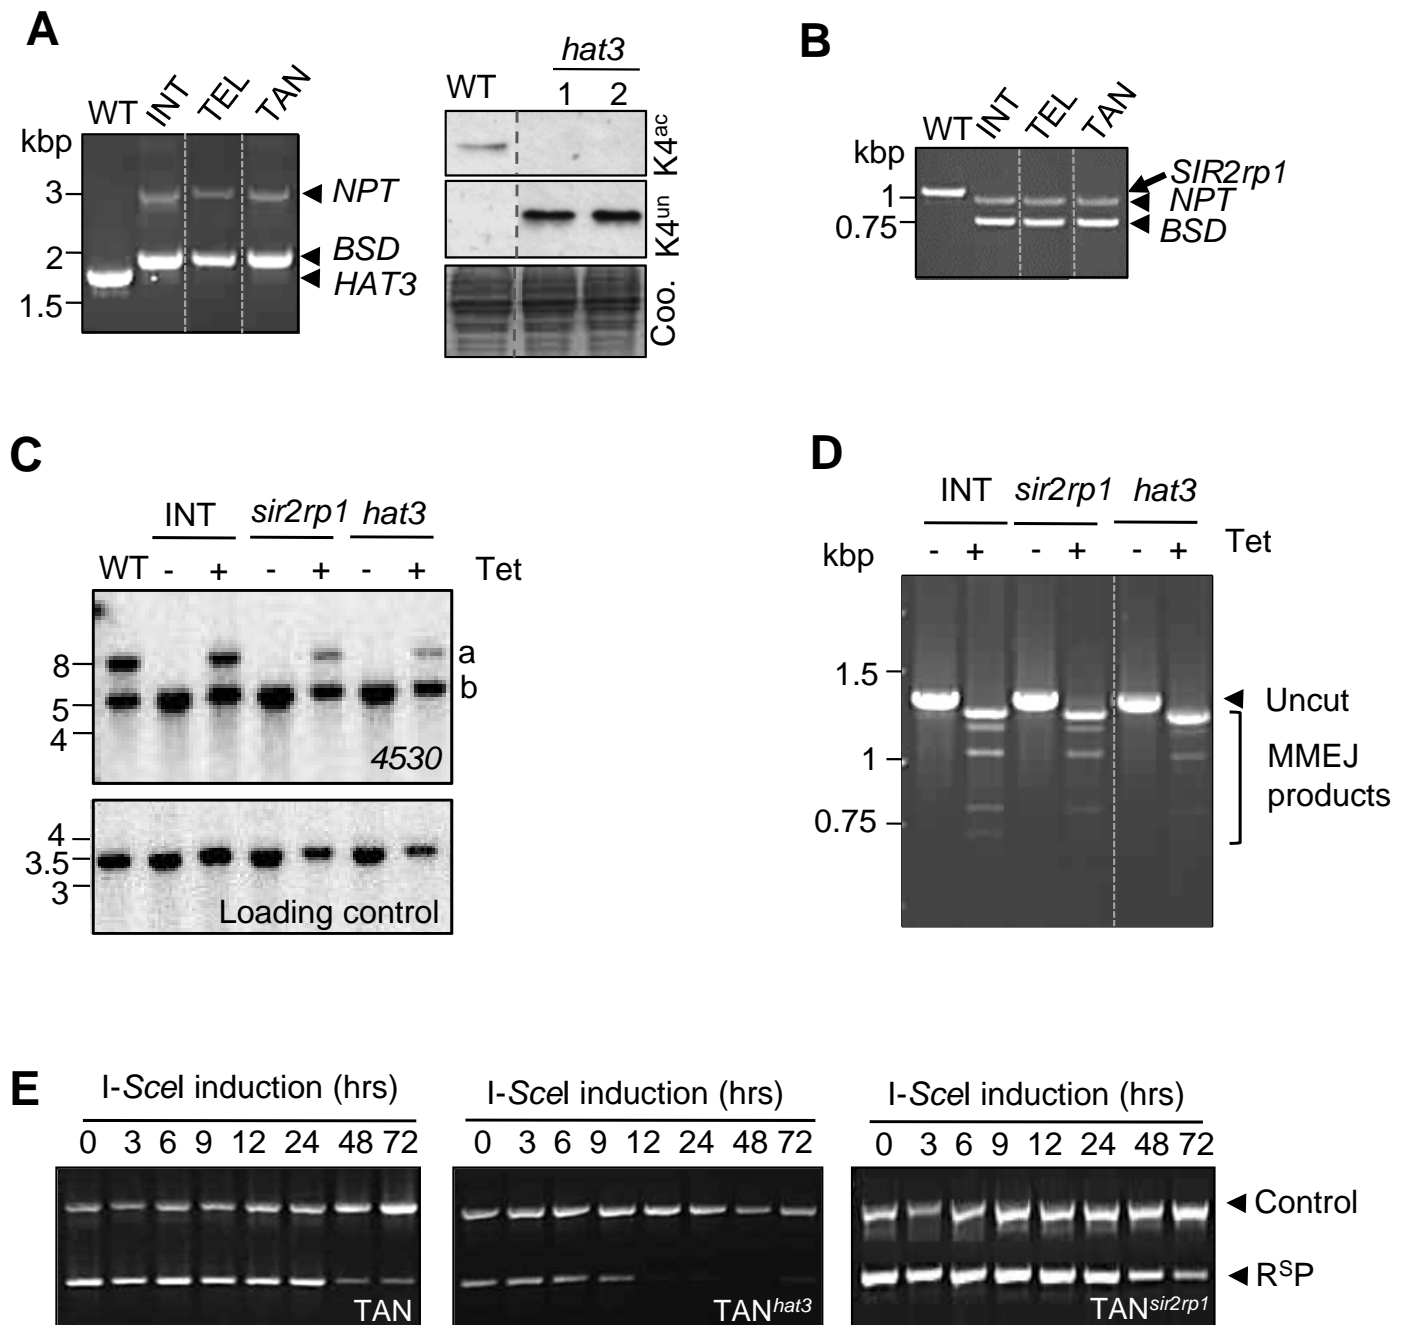 A
WT INT TEL TAN
kbp
3
2
1.5
NPT
BSD
HAT3
hat3
WT 1 2
K4ac
K4un
Coo.
B
WT INT TEL TAN
kbp
1
0.75
SIR2rp1
NPT
BSD
C
INT sir2rp1 hat3
WT - + - + - + Tet
8
5
4
a
b
4530
4
3.5
3
Loading control
D
INT sir2rp1 hat3
kbp - + - + - + Tet
1.5
1
0.75
Uncut
MMEJ
products
E
I-SceI induction (hrs)
0 3 6 9 12 24 48 72
TAN
I-SceI induction (hrs)
0 3 6 9 12 24 48 72
TANhat3
I-SceI induction (hrs)
0 3 6 9 12 24 48 72
TANsir2rp1
Control
RSP